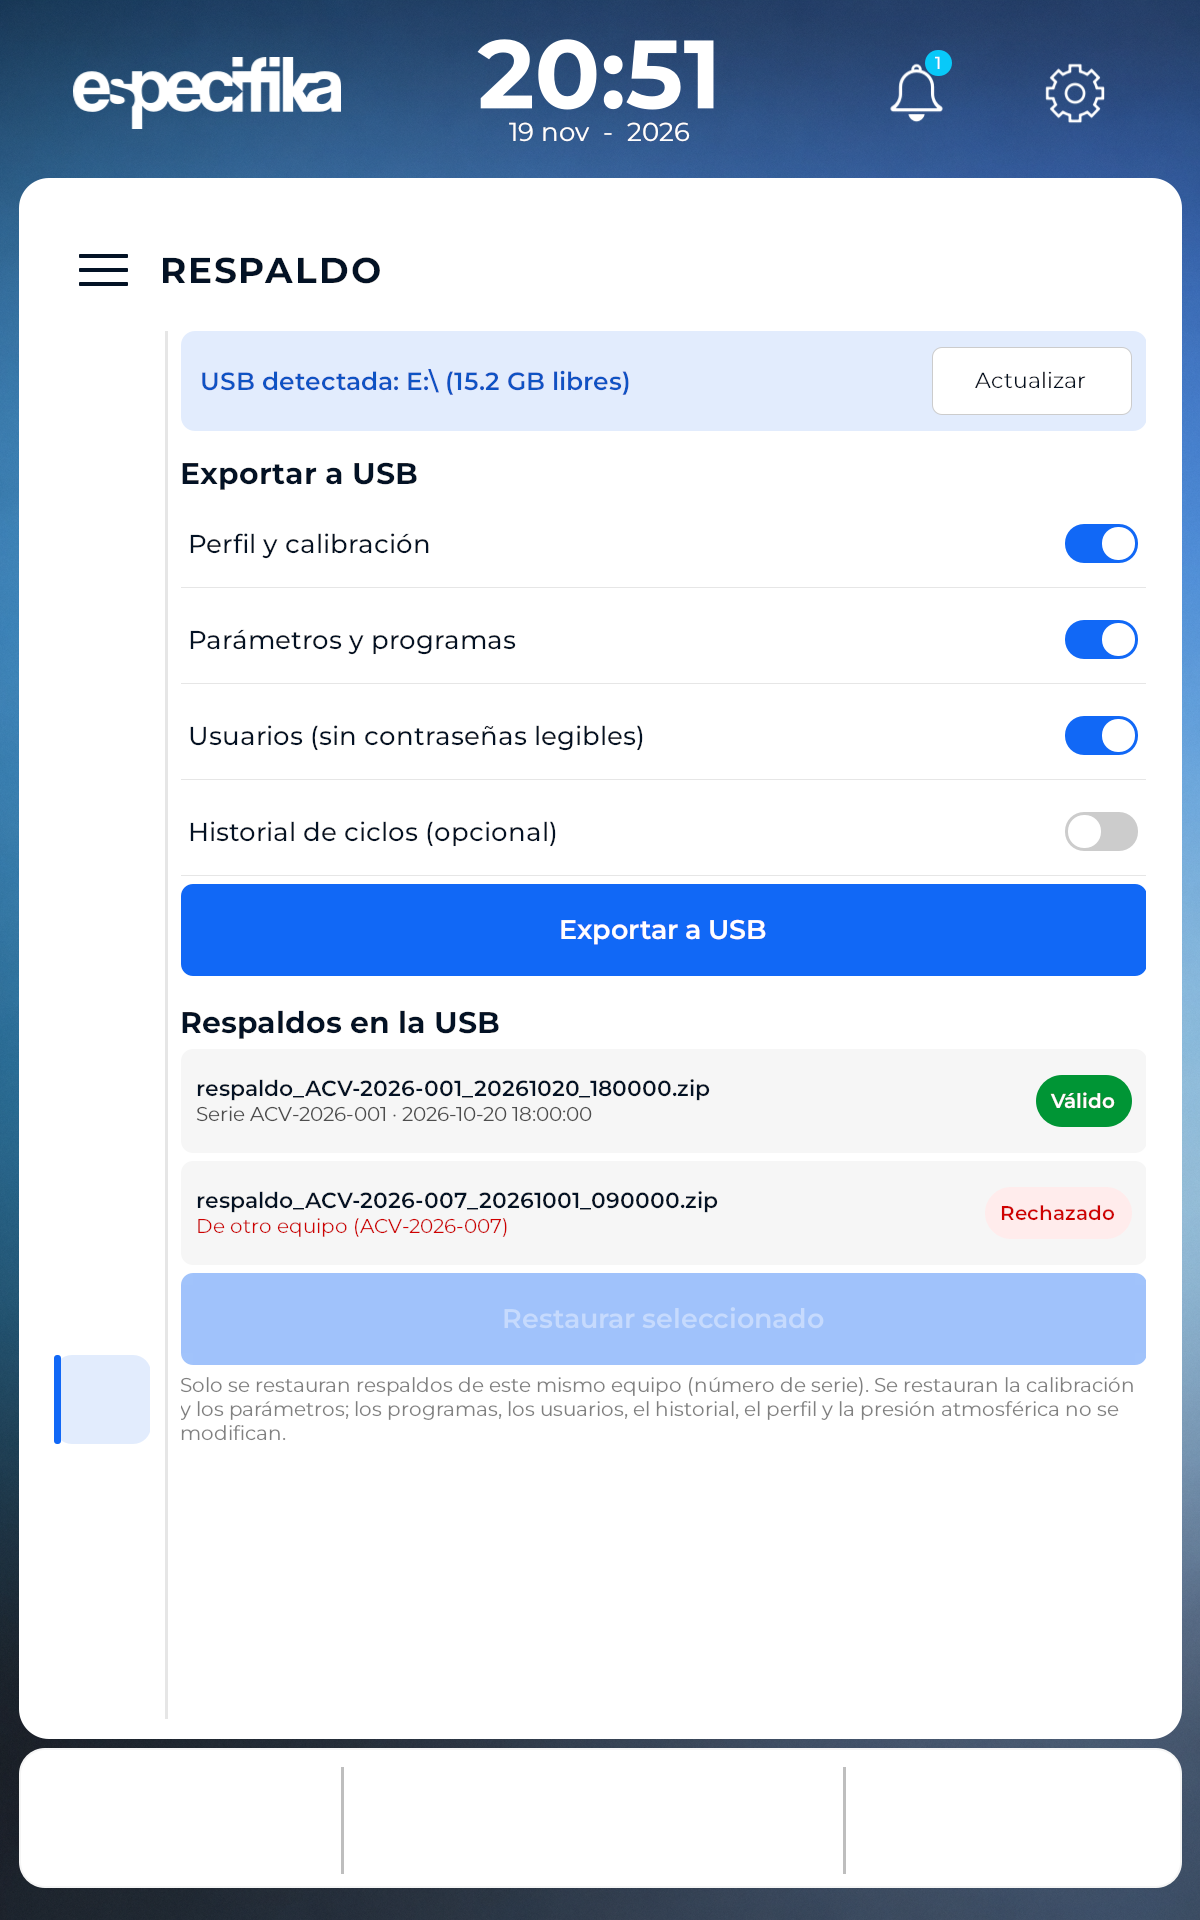 especifika
20:51
19 nov - 2026
1
RESPALDO
USB detectada: E:\ (15.2 GB libres)
Actualizar
Exportar a USB
Perfil y calibración
Parámetros y programas
Usuarios (sin contraseñas legibles)
Historial de ciclos (opcional)
Exportar a USB
Respaldos en la USB
respaldo_ACV-2026-001_20261020_180000.zip
Serie ACV-2026-001 · 2026-10-20 18:00:00
Válido
respaldo_ACV-2026-007_20261001_090000.zip
De otro equipo (ACV-2026-007)
Rechazado
Restaurar seleccionado
Solo se restauran respaldos de este mismo equipo (número de serie). Se restauran la calibración
y los parámetros; los programas, los usuarios, el historial, el perfil y la presión atmosférica no se
modifican.